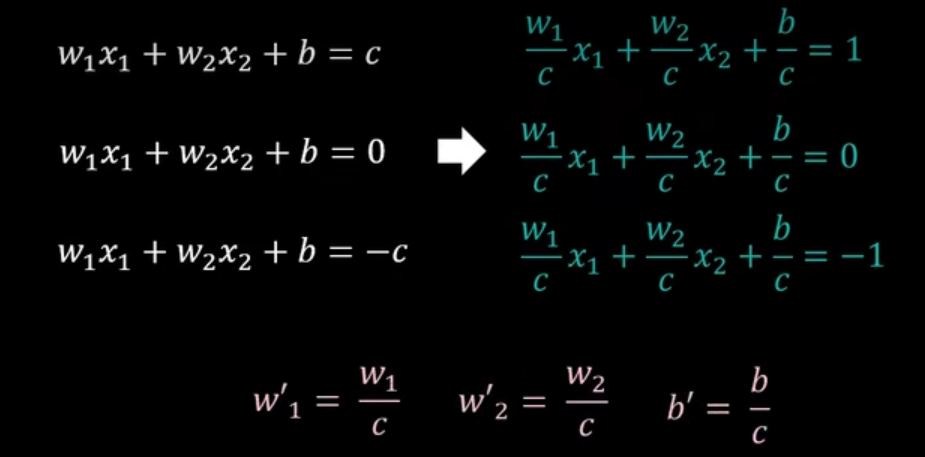 w₁x₁ + w₂x₂ + b = c
w₁/c x₁ + w₂/c x₂ + b/c = 1
w₁x₁ + w₂x₂ + b = 0
w₁/c x₁ + w₂/c x₂ + b/c = 0
w₁x₁ + w₂x₂ + b = −c
w₁/c x₁ + w₂/c x₂ + b/c = −1
w'₁ = w₁/c w'₂ = w₂/c b' = b/c